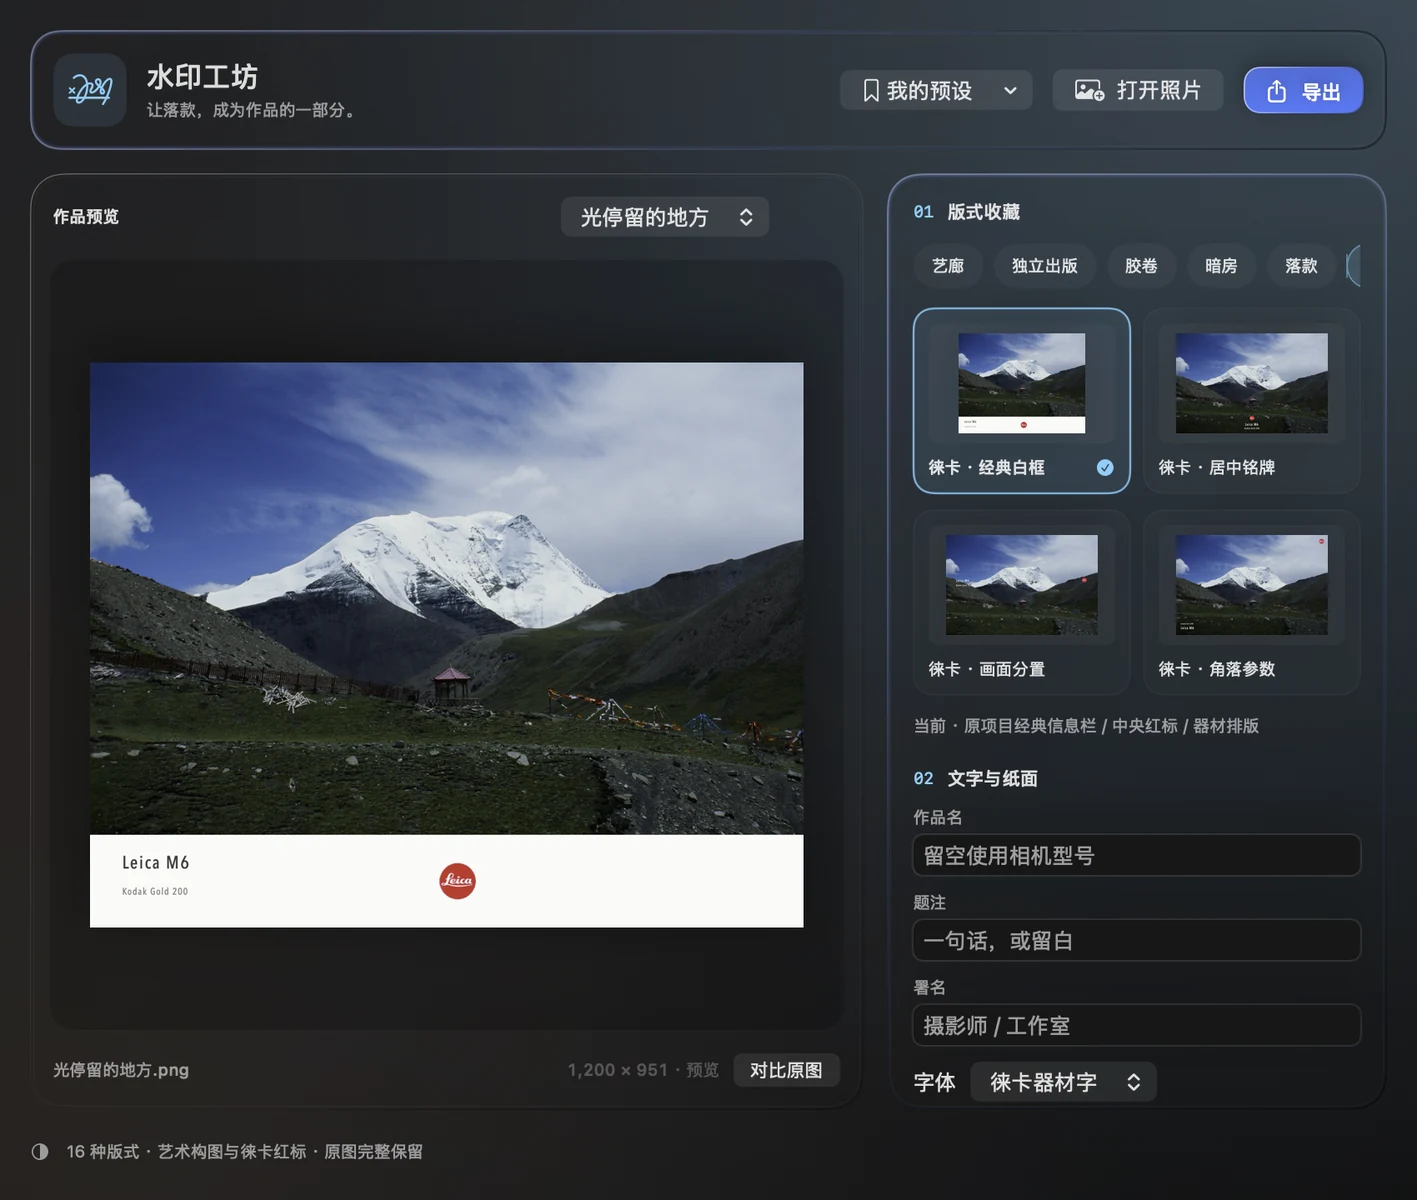 水印工坊
让落款，成为作品的一部分。
我的预设
打开照片
导出
作品预览
光停留的地方
Leica M6
Kodak Gold 200
Leica
光停留的地方.png
1,200 × 951 · 预览
对比原图
01 版式收藏
艺廊 独立出版 胶卷 暗房 落款
徕卡 · 经典白框
徕卡 · 居中铭牌
徕卡 · 画面分置
徕卡 · 角落参数
当前 · 原项目经典信息栏 / 中央红标 / 器材排版
02 文字与纸面
作品名
留空使用相机型号
题注
一句话，或留白
署名
摄影师 / 工作室
字体 徕卡器材字
16 种版式 · 艺术构图与徕卡红标 · 原图完整保留